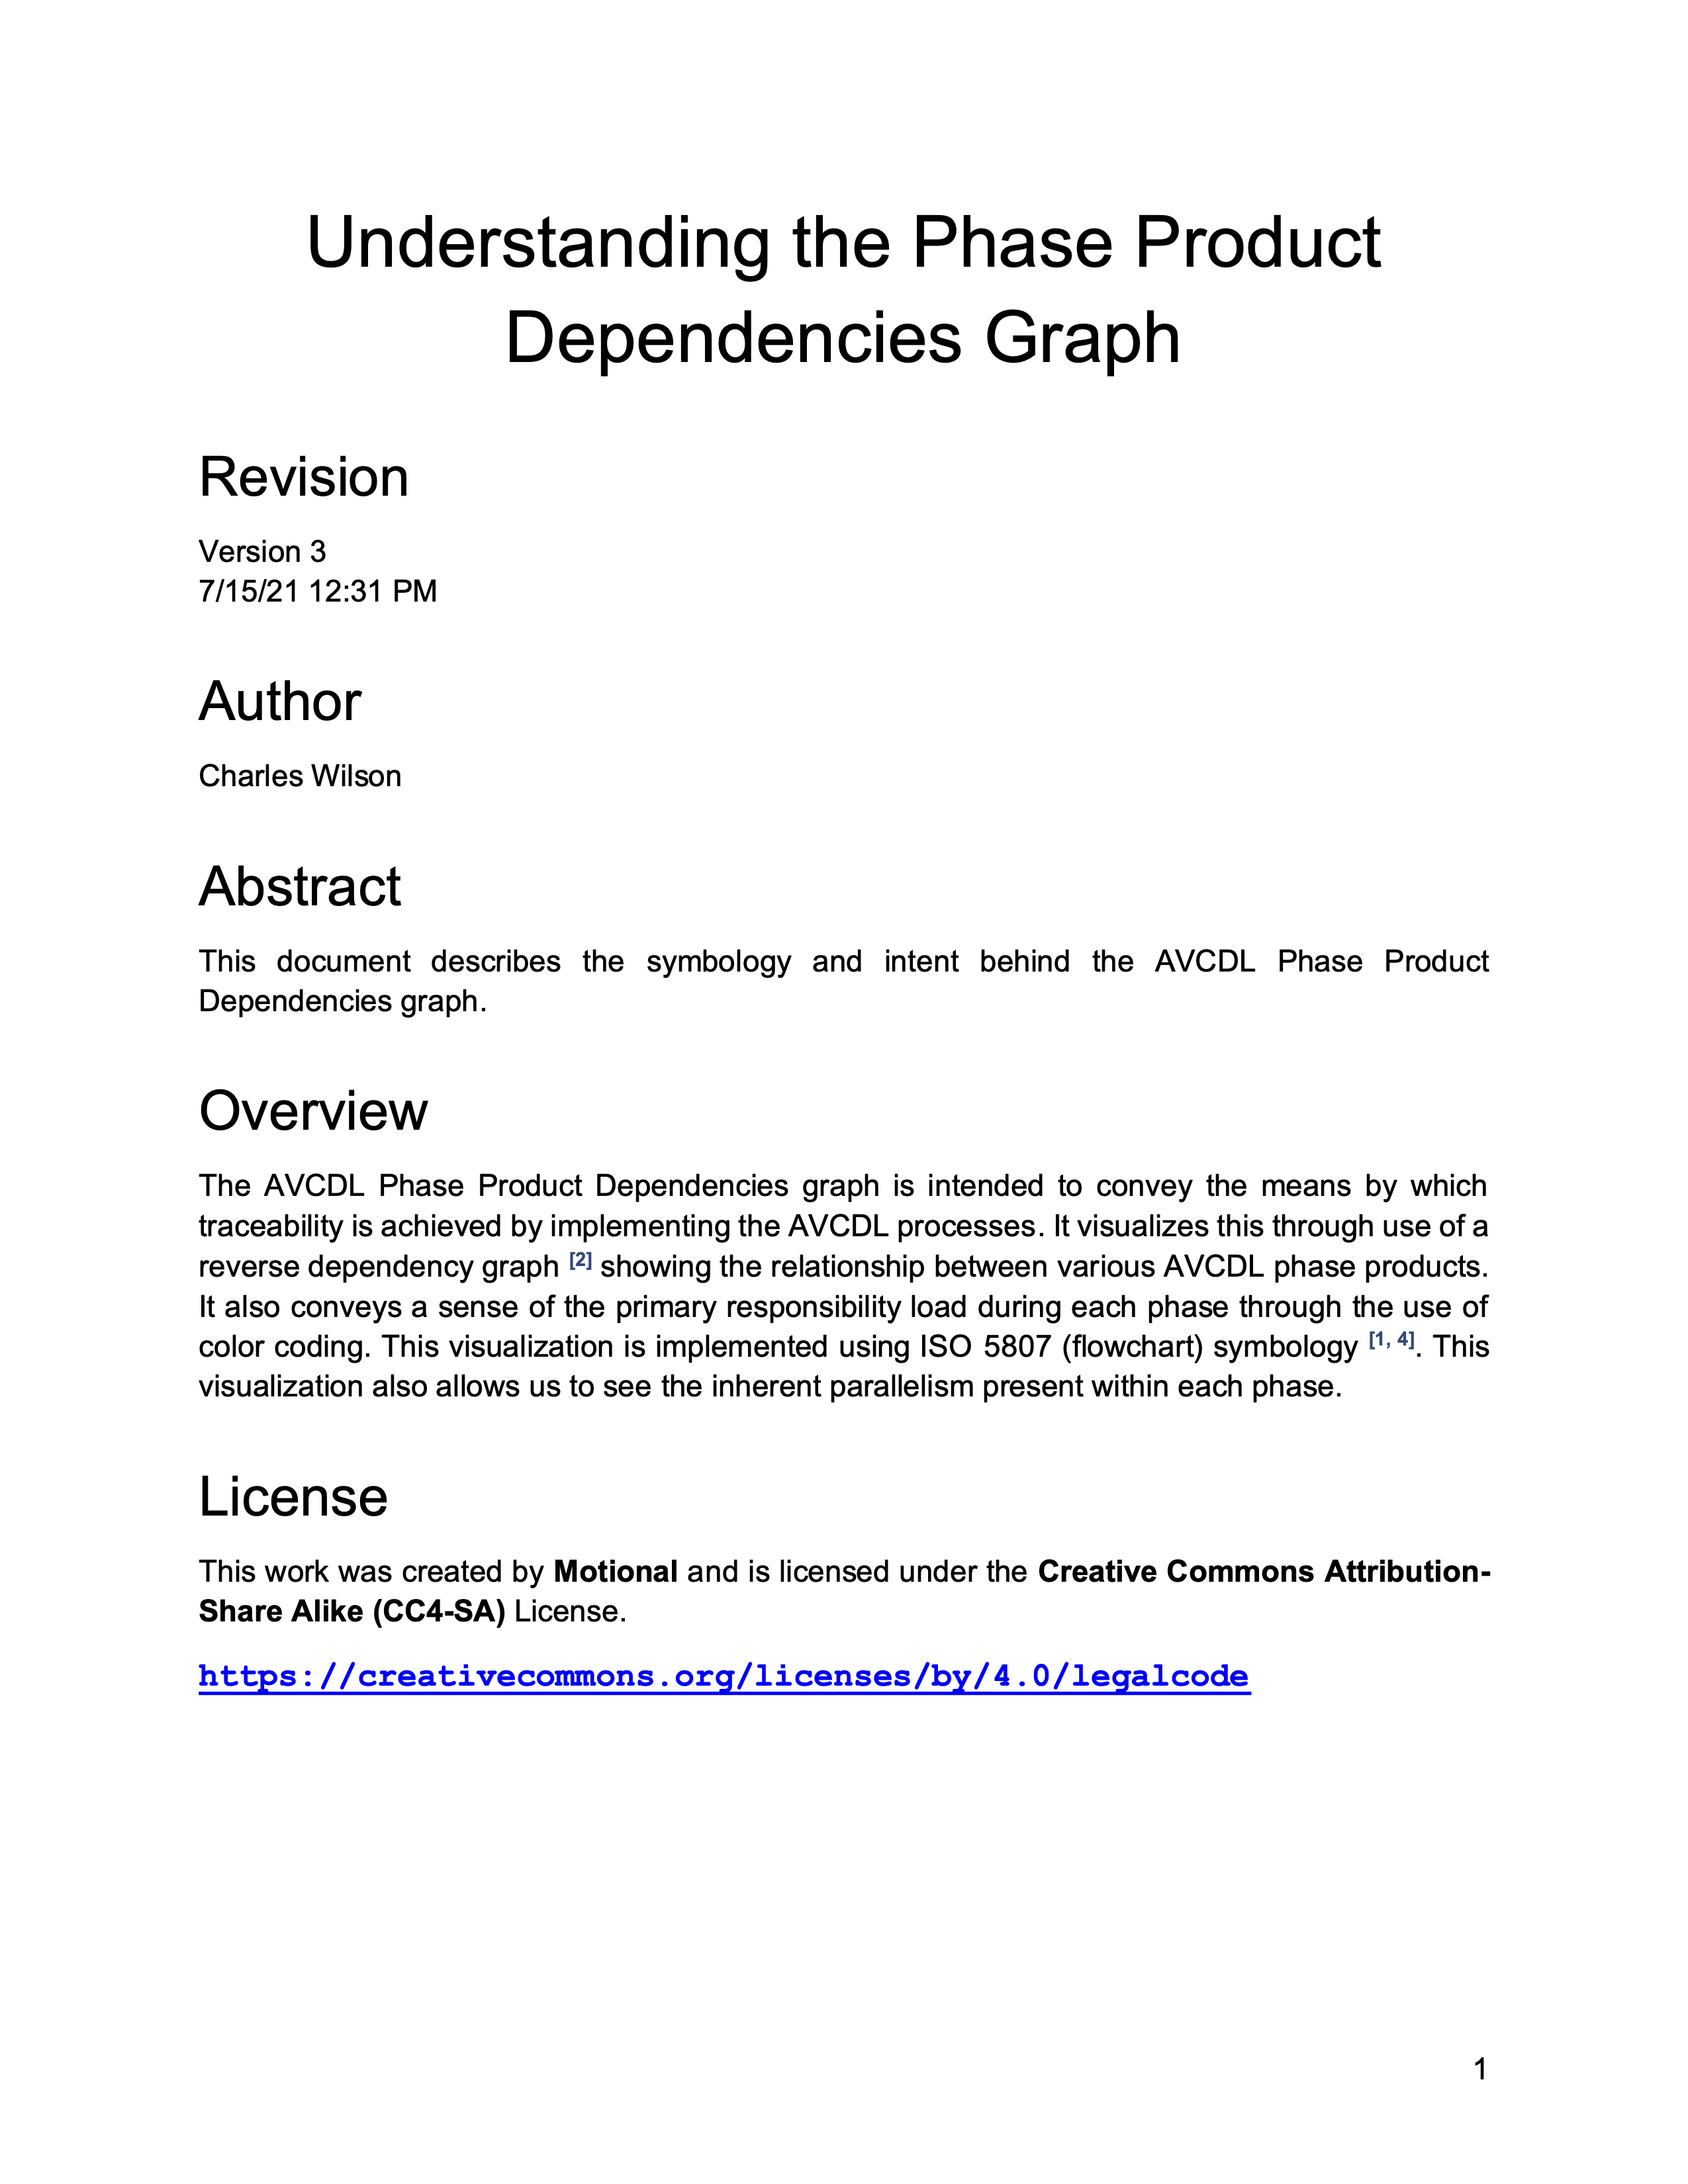 Understanding the Phase Product
Dependencies Graph
Revision
Version 3
7/15/21 12:31 PM
Author
Charles Wilson
Abstract
This document describes the symbology and intent behind the AVCDL Phase Product
Dependencies graph.
Overview
The AVCDL Phase Product Dependencies graph is intended to convey the means by which
traceability is achieved by implementing the AVCDL processes. It visualizes this through use of a
reverse dependency graph [2] showing the relationship between various AVCDL phase products.
It also conveys a sense of the primary responsibility load during each phase through the use of
color coding. This visualization is implemented using ISO 5807 (flowchart) symbology [1, 4]. This
visualization also allows us to see the inherent parallelism present within each phase.
License
This work was created by Motional and is licensed under the Creative Commons Attribution-
Share Alike (CC4-SA) License.
https://creativecommons.org/licenses/by/4.0/legalcode
1